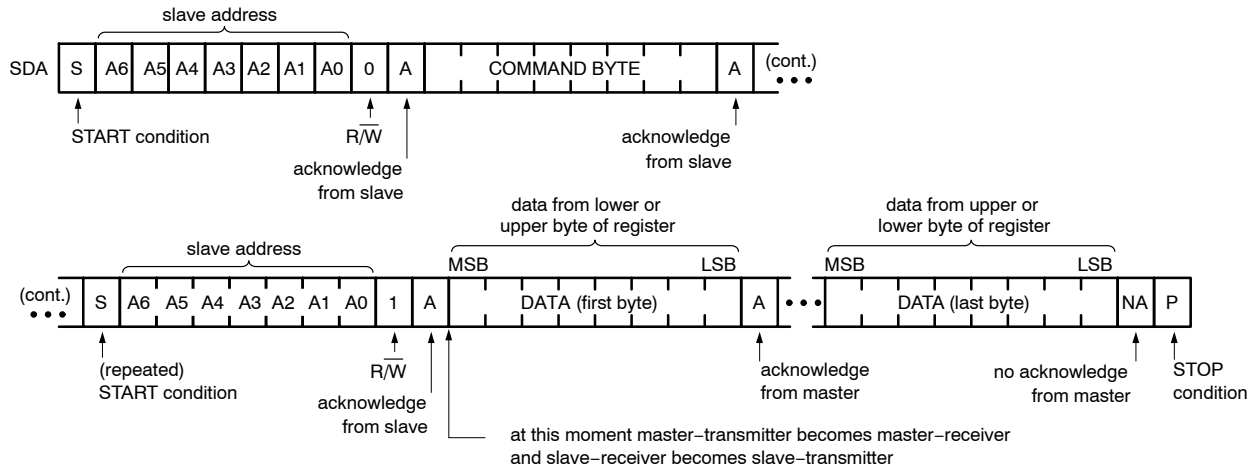 slave address
SDA S A6 A5 A4 A3 A2 A1 A0 0 A COMMAND BYTE A (cont.)
START condition R/W
acknowledge
from slave
acknowledge
from slave
data from lower or
upper byte of register
data from upper or
lower byte of register
slave address
MSB LSB MSB LSB
(cont.) S A6 A5 A4 A3 A2 A1 A0 1 A DATA (first byte) A DATA (last byte) NA P
(repeated)
START condition
R/W
acknowledge
from slave
acknowledge
from master
no acknowledge
from master
STOP
condition
at this moment master−transmitter becomes master−receiver
and slave−receiver becomes slave−transmitter